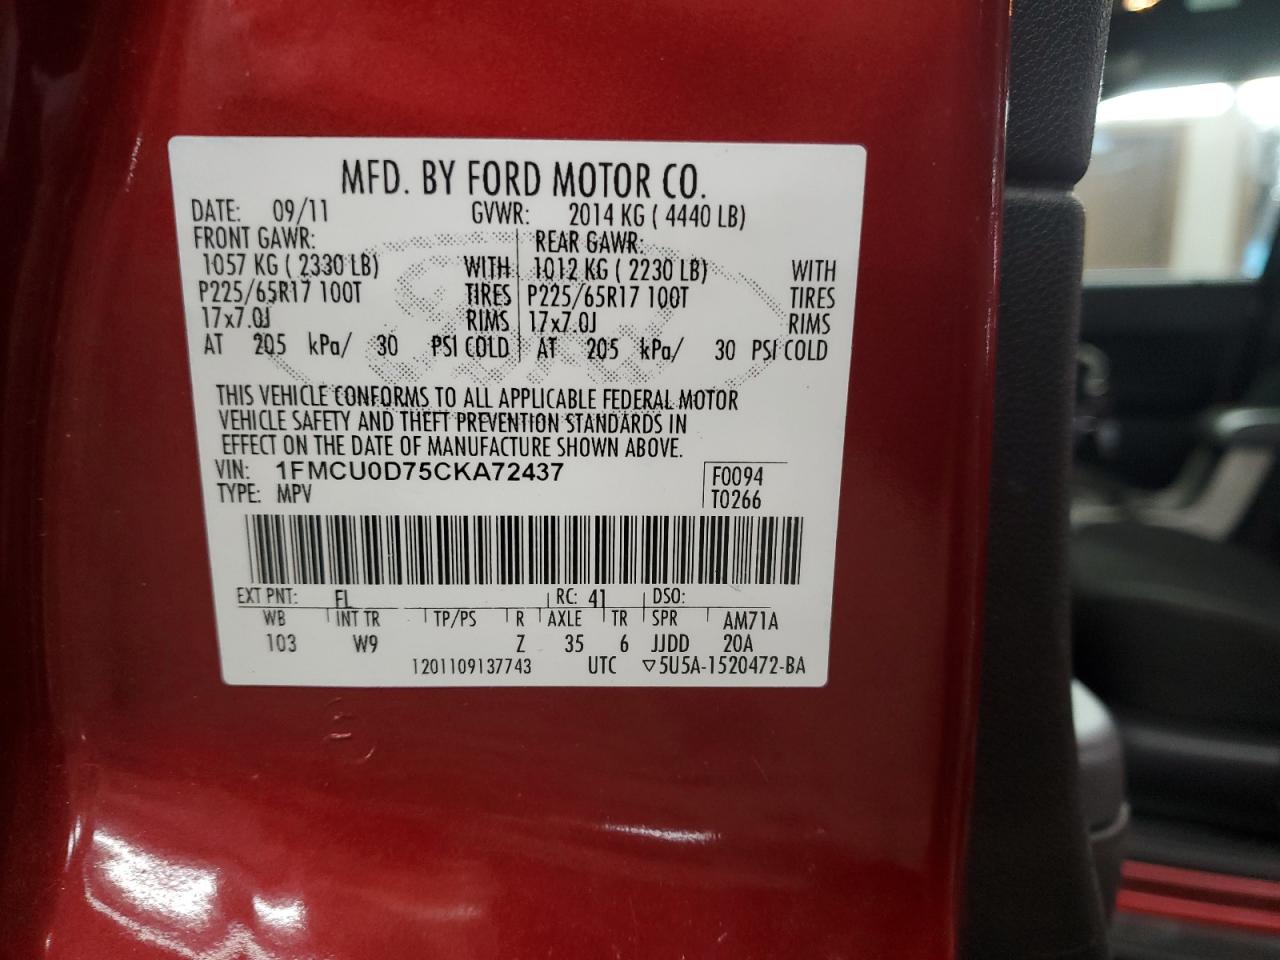 MFD. BY FORD MOTOR CO.
DATE: 09/11 GVWR: 2014 KG ( 4440 LB)
FRONT GAWR: REAR GAWR:
1057 KG ( 2330 LB) WITH 1012 KG ( 2230 LB) WITH
P225/65R17 100T TIRES P225/65R17 100T TIRES
17x7.0J RIMS 17x7.0J RIMS
AT 205 kPa/ 30 PSI COLD AT 205 kPa/ 30 PSI COLD
THIS VEHICLE CONFORMS TO ALL APPLICABLE FEDERAL MOTOR
VEHICLE SAFETY AND THEFT PREVENTION STANDARDS IN
EFFECT ON THE DATE OF MANUFACTURE SHOWN ABOVE.
VIN: 1FMCU0D75CKA72437 F0094
TYPE: MPV T0266
EXT PNT: FL RC: 41 DSO:
WB INT TR TP/PS R AXLE TR SPR AM71A
103 W9 Z 35 6 JJDD 20A
1201109137743 UTC ▽5U5A-1520472-BA